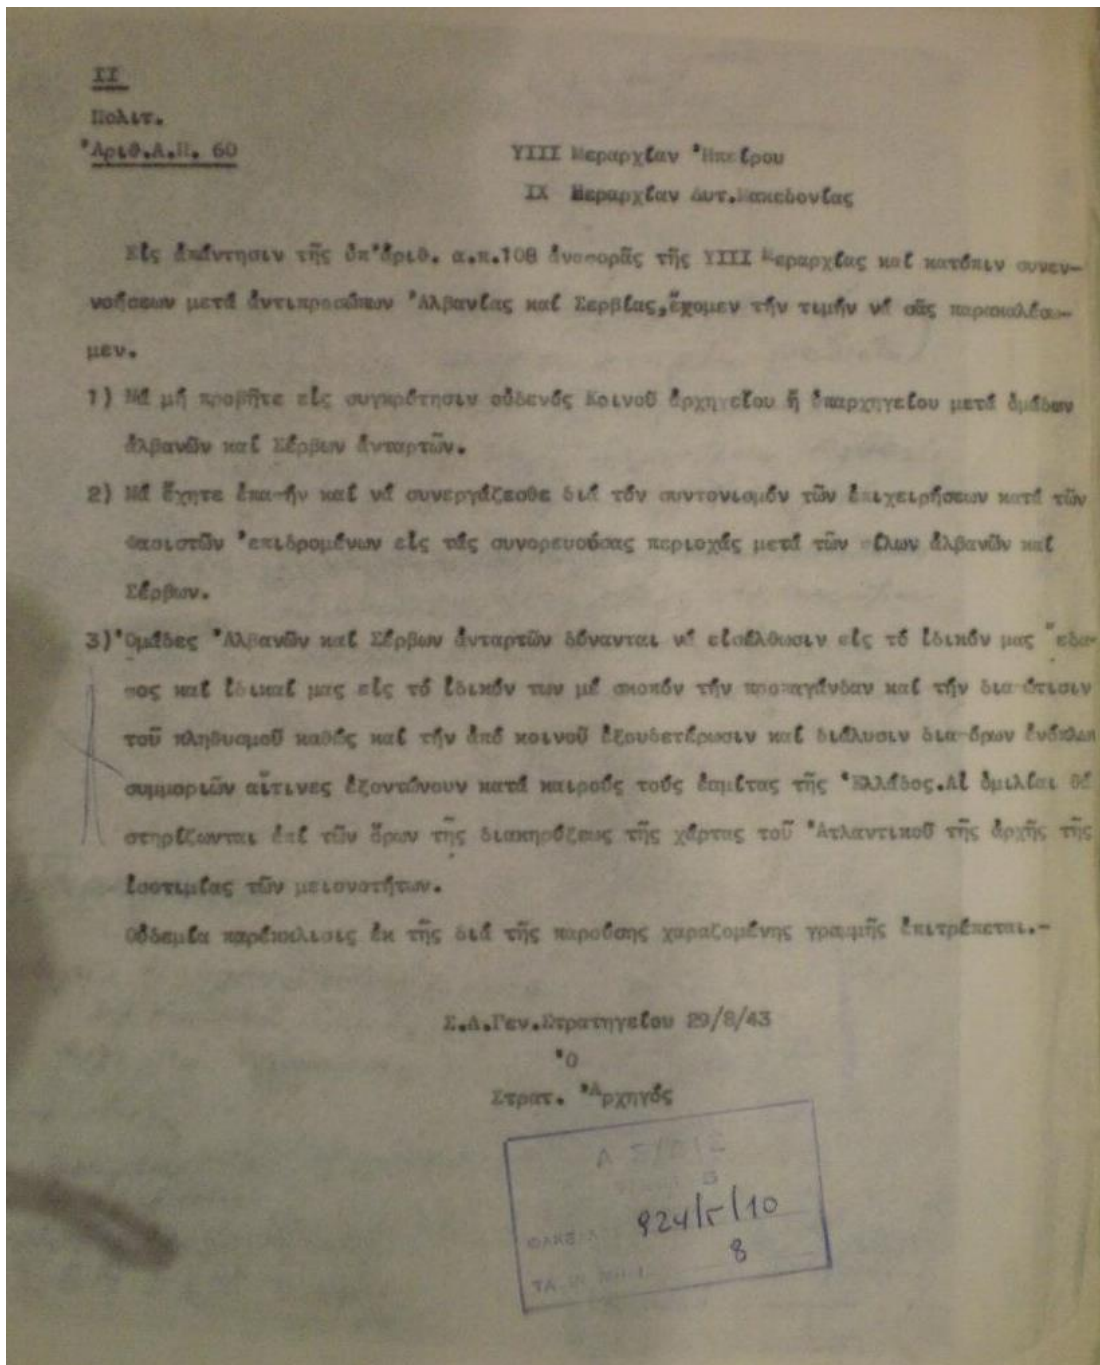 II
Πολιτ.
Ἀριθ.Α.Π. 60
ΥΙΙΙ Μεραρχίαν Ἠπείρου
ΙΧ Μεραρχίαν Δυτ.Μακεδονίας
Εἰς ἀπάντησιν τῆς ὑπ'ἀριθ. α.π.108 ἀναφορᾶς τῆς ΥΙΙΙ Μεραρχίας καί κατόπιν συνεν-
νοήσεων μετά ἀντιπροσώπων Ἀλβανίας καί Σερβίας,ἔχομεν τήν τιμήν νά σᾶς παρακαλέσω-
μεν.
1) Νά μή προβῆτε εἰς συγκρότησιν οὐδενός Κοινοῦ ἀρχηγείου ἤ ὑπαρχηγείου μετά ὁμάδων
ἀλβανῶν καί Σέρβων ἀνταρτῶν.
2) Νά ἔχητε ἐπαφήν καί νά συνεργάζεσθε διά τόν συντονισμόν τῶν ἐπιχειρήσεων κατά τῶν
φασιστῶν ἐπιδρομένων εἰς τάς συνορευούσας περιοχάς μετά τῶν φίλων ἀλβανῶν καί
Σέρβων.
3) Ὁμάδες Ἀλβανῶν καί Σέρβων ἀνταρτῶν δύνανται νά εἰσέλθωσιν εἰς τό ἰδικόν μας ἔδα-
φος καί ἰδικαί μας εἰς τό ἰδικόν των μέ σκοπόν τήν προπαγάνδαν καί τήν διαφώτισιν
τοῦ πληθυσμοῦ καθώς καί τήν ἀπό κοινοῦ ἐξουδετέρωσιν καί διάλυσιν διαφόρων ἐνόπλων
συμμοριῶν αἵτινες ἐξοντώνουν κατά καιρούς τούς ἐαμίτας τῆς Ἑλλάδος.Αἱ ὁμιλίαι θά
στηρίζωνται ἐπί τῶν ὅρων τῆς διακηρύξεως τῆς χάρτας τοῦ Ἀτλαντικοῦ τῆς ἀρχῆς τῆς
ἰσοτιμίας τῶν μειονοτήτων.
Οὐδεμία παρέκκλισις ἐκ τῆς διά τῆς παρούσης χαραζομένης γραμμῆς ἐπιτρέπεται.-
Σ.Δ.Γεν.Στρατηγείου 29/8/43
Ὁ
Στρατ. Ἀρχηγός
924/Γ/10
8